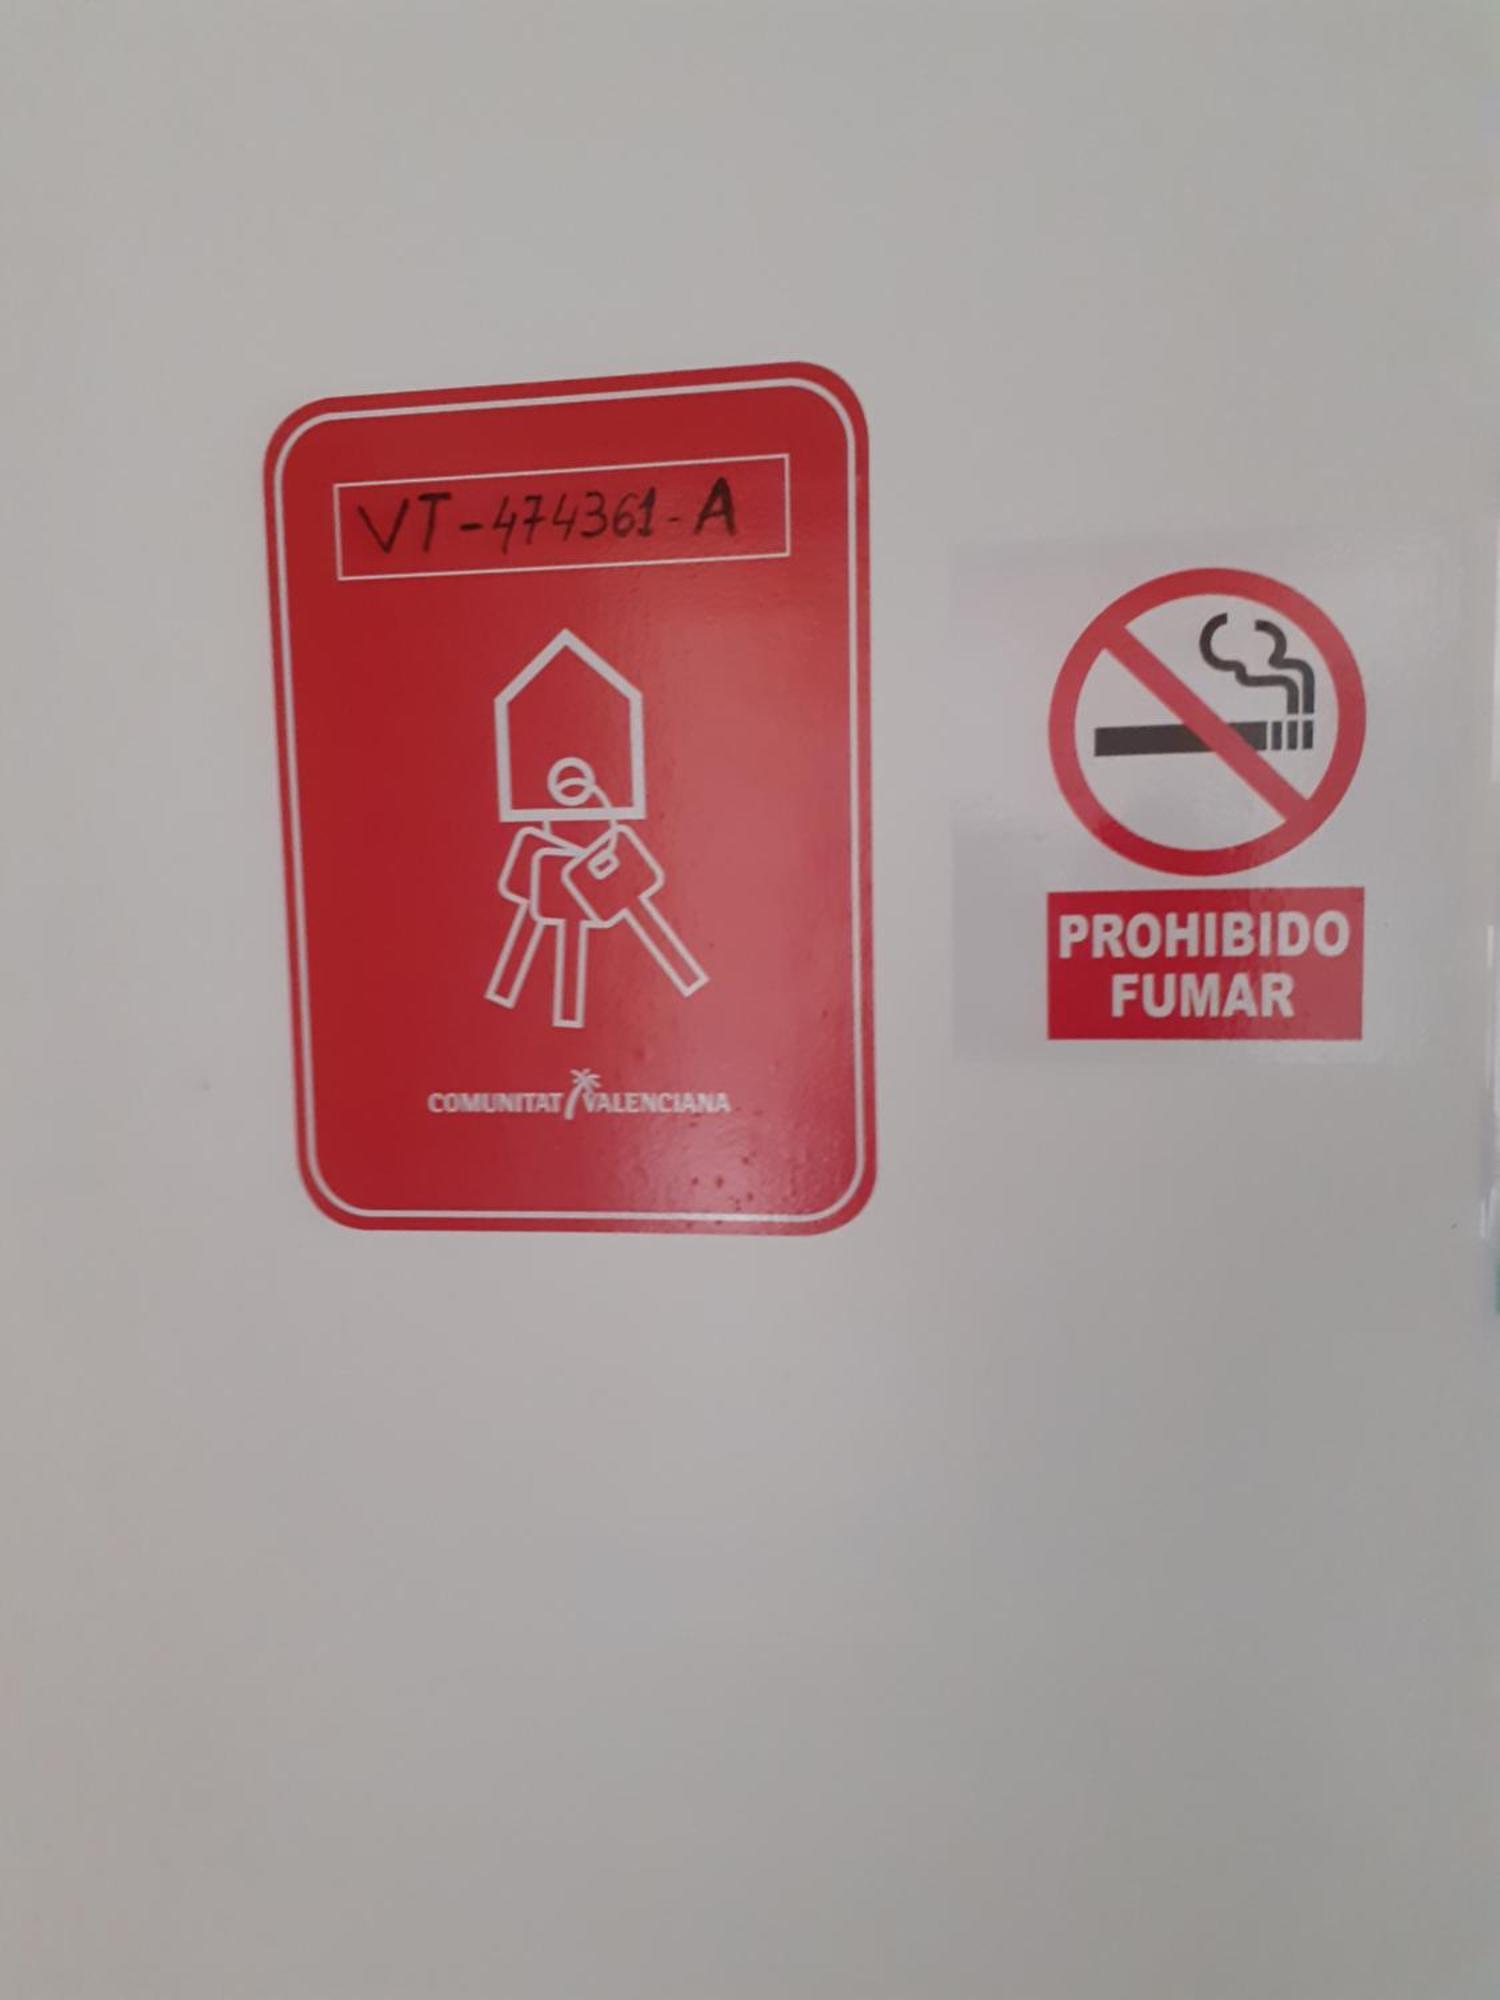 VT-474361-A
COMUNITAT VALENCIANA
PROHIBIDO
FUMAR